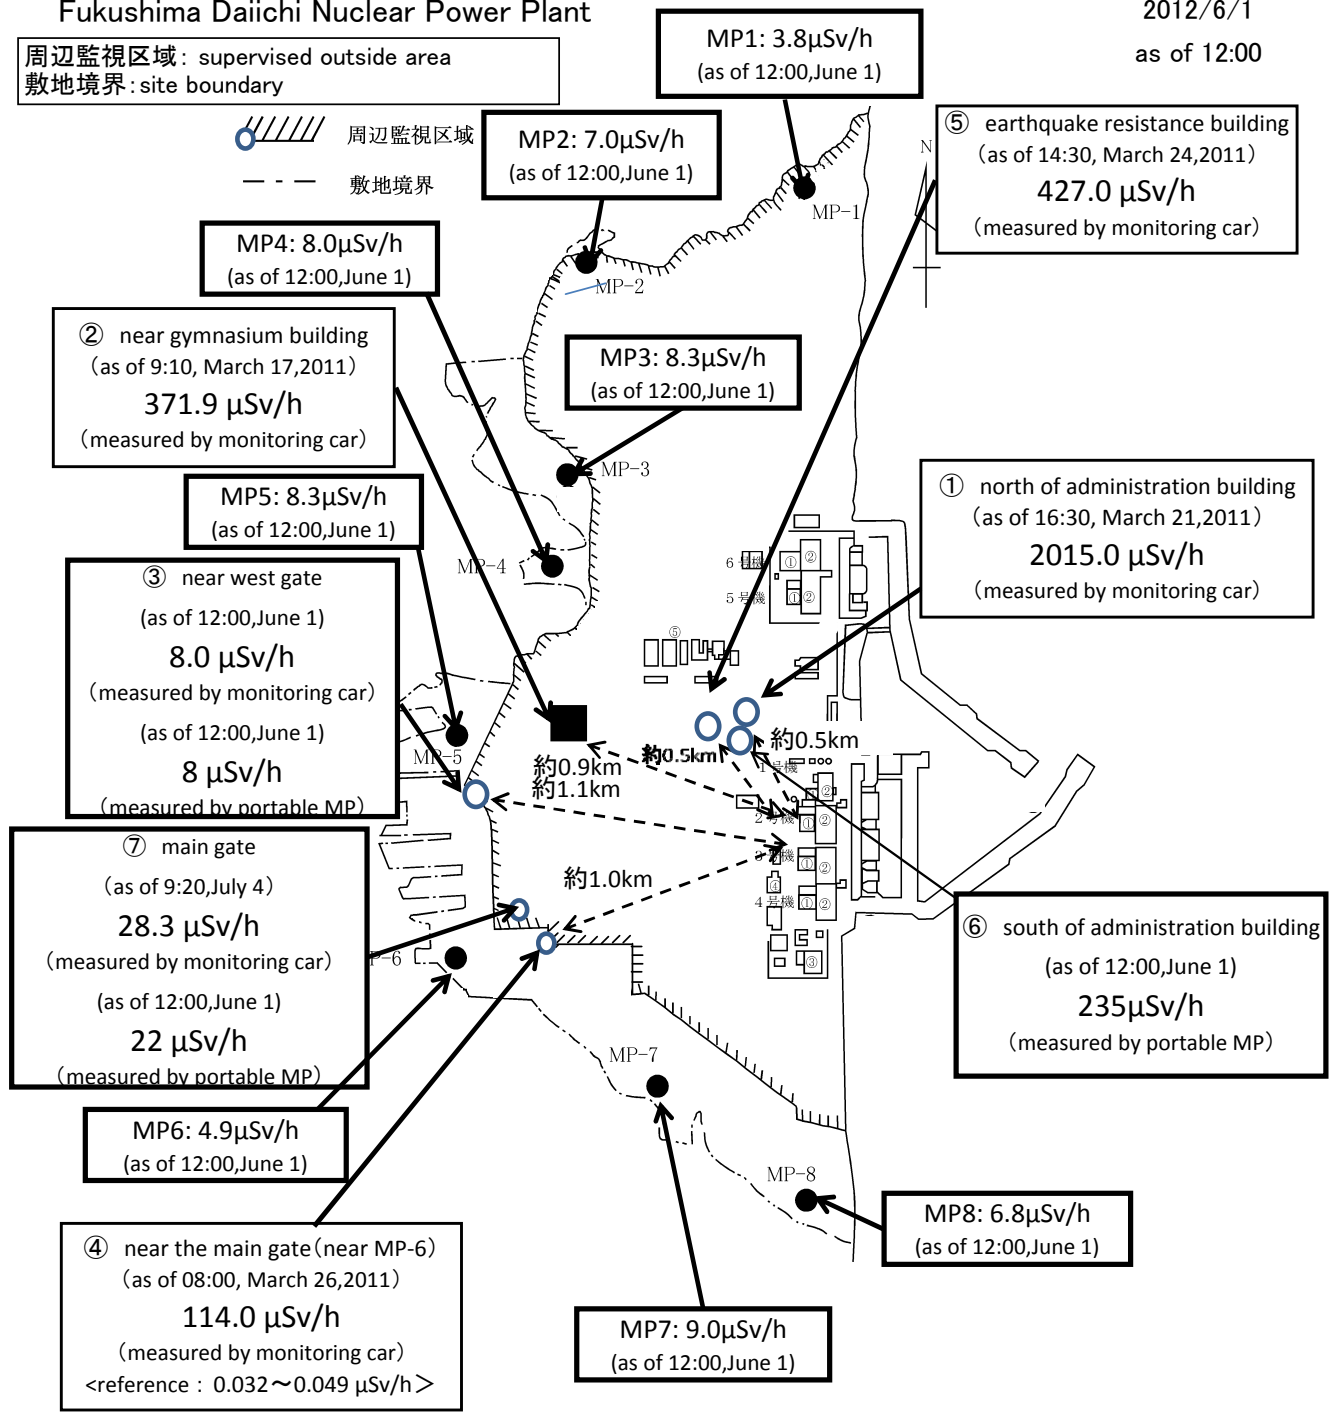 Fukushima Daiichi Nuclear Power Plant
2012/6/1
as of 12:00
周辺監視区域: supervised outside area
敷地境界:site boundary
周辺監視区域
敷地境界
MP1: 3.8μSv/h
(as of 12:00,June 1)
MP2: 7.0μSv/h
(as of 12:00,June 1)
⑤ earthquake resistance building
(as of 14:30, March 24,2011)
427.0 μSv/h
(measured by monitoring car)
N
MP-1
MP4: 8.0μSv/h
(as of 12:00,June 1)
MP-2
② near gymnasium building
(as of 9:10, March 17,2011)
371.9 μSv/h
(measured by monitoring car)
MP3: 8.3μSv/h
(as of 12:00,June 1)
MP-3
MP5: 8.3μSv/h
(as of 12:00,June 1)
① north of administration building
(as of 16:30, March 21,2011)
2015.0 μSv/h
(measured by monitoring car)
MP-4
6号機
① ②
5号機
① ②
⑤
③ near west gate
(as of 12:00,June 1)
8.0 μSv/h
(measured by monitoring car)
(as of 12:00,June 1)
8 μSv/h
(measured by portable MP)
MP-5
約0.5km
約0.5km
約0.9km
約1.1km
1号機
②
2号機
① ②
3号機
① ②
④
4号機
① ②
③
約1.0km
⑦ main gate
(as of 9:20,July 4)
28.3 μSv/h
(measured by monitoring car)
(as of 12:00,June 1)
22 μSv/h
(measured by portable MP)
P-6
⑥ south of administration building
(as of 12:00,June 1)
235μSv/h
(measured by portable MP)
MP-7
MP6: 4.9μSv/h
(as of 12:00,June 1)
MP-8
MP8: 6.8μSv/h
(as of 12:00,June 1)
④ near the main gate(near MP-6)
(as of 08:00, March 26,2011)
114.0 μSv/h
(measured by monitoring car)
<reference : 0.032～0.049 μSv/h>
MP7: 9.0μSv/h
(as of 12:00,June 1)